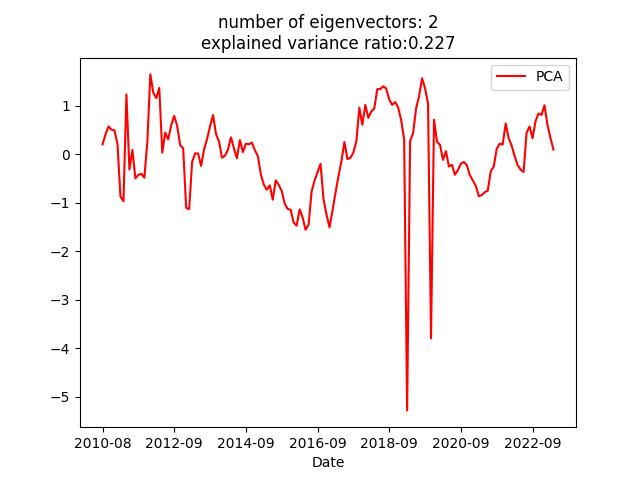 number of eigenvectors: 2
explained variance ratio:0.227
PCA
1
0
−1
−2
−3
−4
−5
2010-08 2012-09 2014-09 2016-09 2018-09 2020-09 2022-09
Date